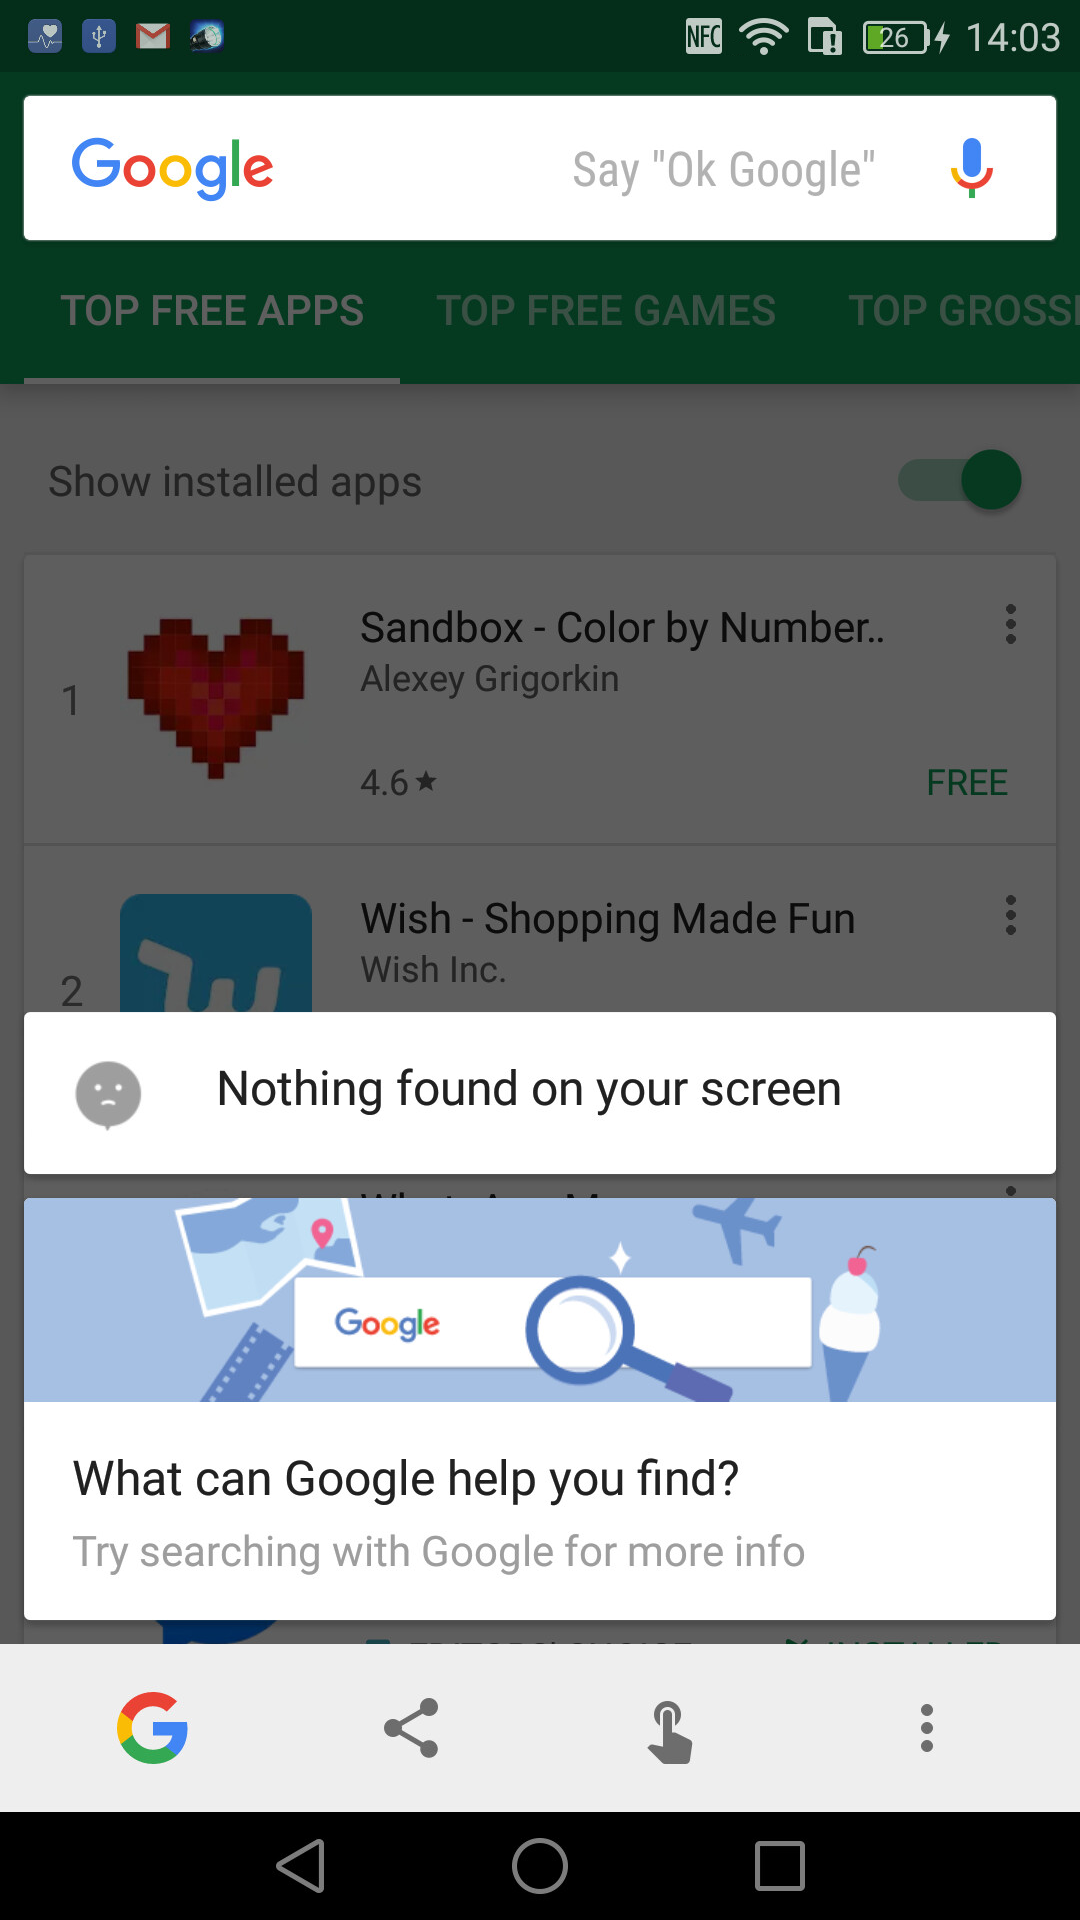 NFC
26
14:03
Google
Say "Ok Google"
TOP FREE APPS
TOP FREE GAMES
TOP GROSSI
Show installed apps
1
Sandbox - Color by Number..
Alexey Grigorkin
4.6
FREE
2
Wish - Shopping Made Fun
Wish Inc.
Nothing found on your screen
Google
What can Google help you find?
Try searching with Google for more info